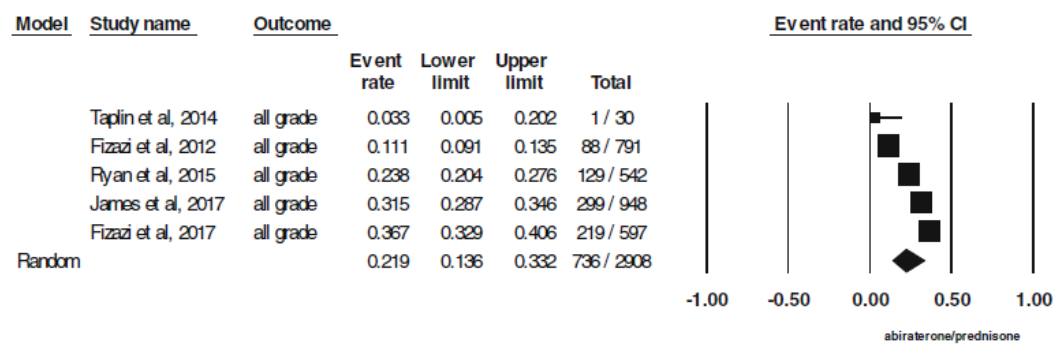 Model Study name Outcome Event rate and 95% CI
Event Lower Upper
rate limit limit Total
Taplin et al, 2014 all grade 0.033 0.005 0.202 1 / 30
Fizazi et al, 2012 all grade 0.111 0.091 0.135 88 / 791
Ryan et al, 2015 all grade 0.238 0.204 0.276 129 / 542
James et al, 2017 all grade 0.315 0.287 0.346 299 / 948
Fizazi et al, 2017 all grade 0.367 0.329 0.406 219 / 597
Random 0.219 0.136 0.332 736 / 2908
-1.00 -0.50 0.00 0.50 1.00
abiraterone/prednisone